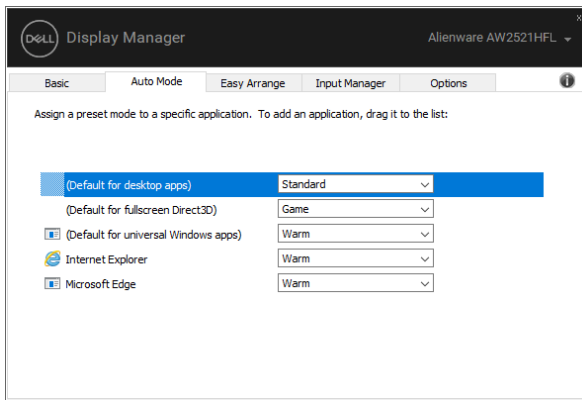 DELL Display Manager Alienware AW2521HFL
Basic Auto Mode Easy Arrange Input Manager Options
Assign a preset mode to a specific application. To add an application, drag it to the list:
(Default for desktop apps) Standard
(Default for fullscreen Direct3D) Game
(Default for universal Windows apps) Warm
Internet Explorer Warm
Microsoft Edge Warm